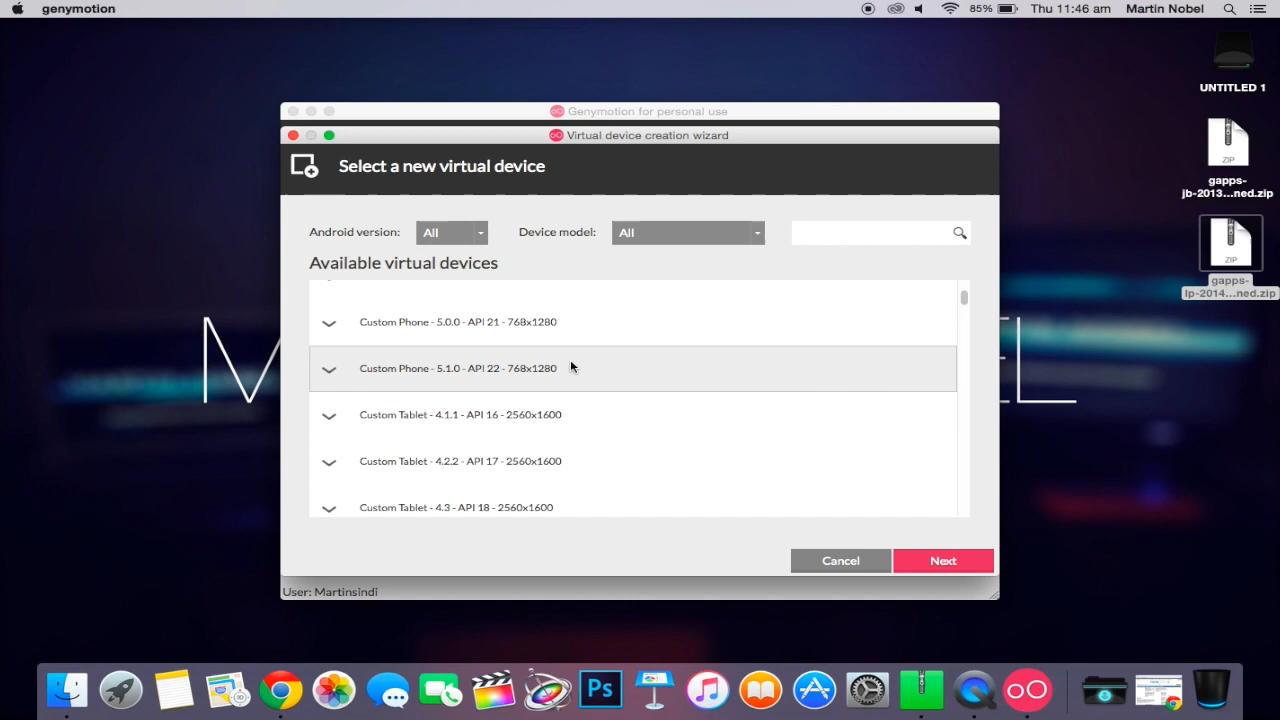 genymotion
85%
Thu 11:46 am
Martin Nobel
UNTITLED 1
ZIP
gapps-
jb-2013...ned.zip
ZIP
gapps-
lp-2014...ned.zip
Genymotion for personal use
Virtual device creation wizard
Select a new virtual device
Android version:
All
Device model:
All
Available virtual devices
Custom Phone - 5.0.0 - API 21 - 768x1280
Custom Phone - 5.1.0 - API 22 - 768x1280
Custom Tablet - 4.1.1 - API 16 - 2560x1600
Custom Tablet - 4.2.2 - API 17 - 2560x1600
Custom Tablet - 4.3 - API 18 - 2560x1600
Cancel
Next
User: Martinsindi
Ps